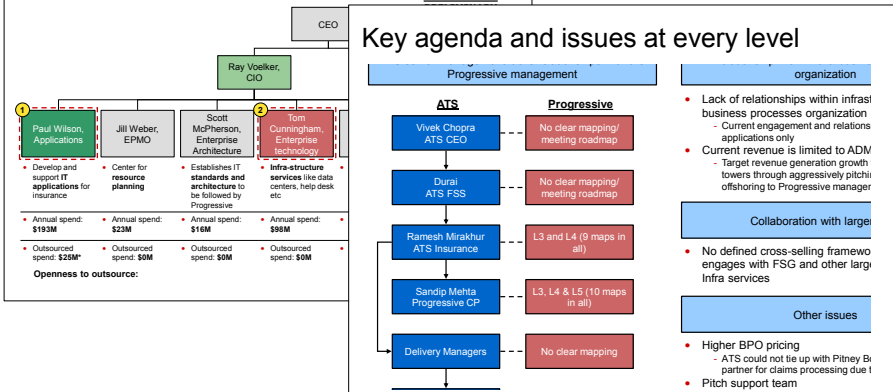 CEO
Ray Voelker,
CIO
1
Paul Wilson,
Applications
Jill Weber,
EPMO
Scott
McPherson,
Enterprise
Architecture
2
Tom
Cunningham,
Enterprise
technology
• Develop and
support IT
applications for
insurance
• Center for
resource
planning
• Establishes IT
standards and
architecture to
be followed by
Progressive
• Infra-structure
services like data
centers, help desk
etc
• Annual spend:
$193M
• Annual spend:
$23M
• Annual spend:
$16M
• Annual spend:
$98M
• Outsourced
spend: $25M*
• Outsourced
spend: $0M
• Outsourced
spend: $0M
• Outsourced
spend: $0M
Openness to outsource:
Key agenda and issues at every level
Progressive management
ATS
Progressive
Vivek Chopra
ATS CEO
No clear mapping/
meeting roadmap
Durai
ATS FSS
No clear mapping/
meeting roadmap
Ramesh Mirakhur
ATS Insurance
L3 and L4 (9 maps in
all)
Sandip Mehta
Progressive CP
L3, L4 & L5 (10 maps
in all)
Delivery Managers
No clear mapping
organization
• Lack of relationships within
business processes organization
- Current engagement and
applications only
• Current revenue is limited to ADM
- Target revenue generation growth
towers through aggressively
offshoring to Progressive
Collaboration with
• No defined cross-selling
engages with FSG and other
Infra services
Other issues
• Higher BPO pricing
- ATS could not tie up with Pitney
partner for claims processing due
• Pitch support team